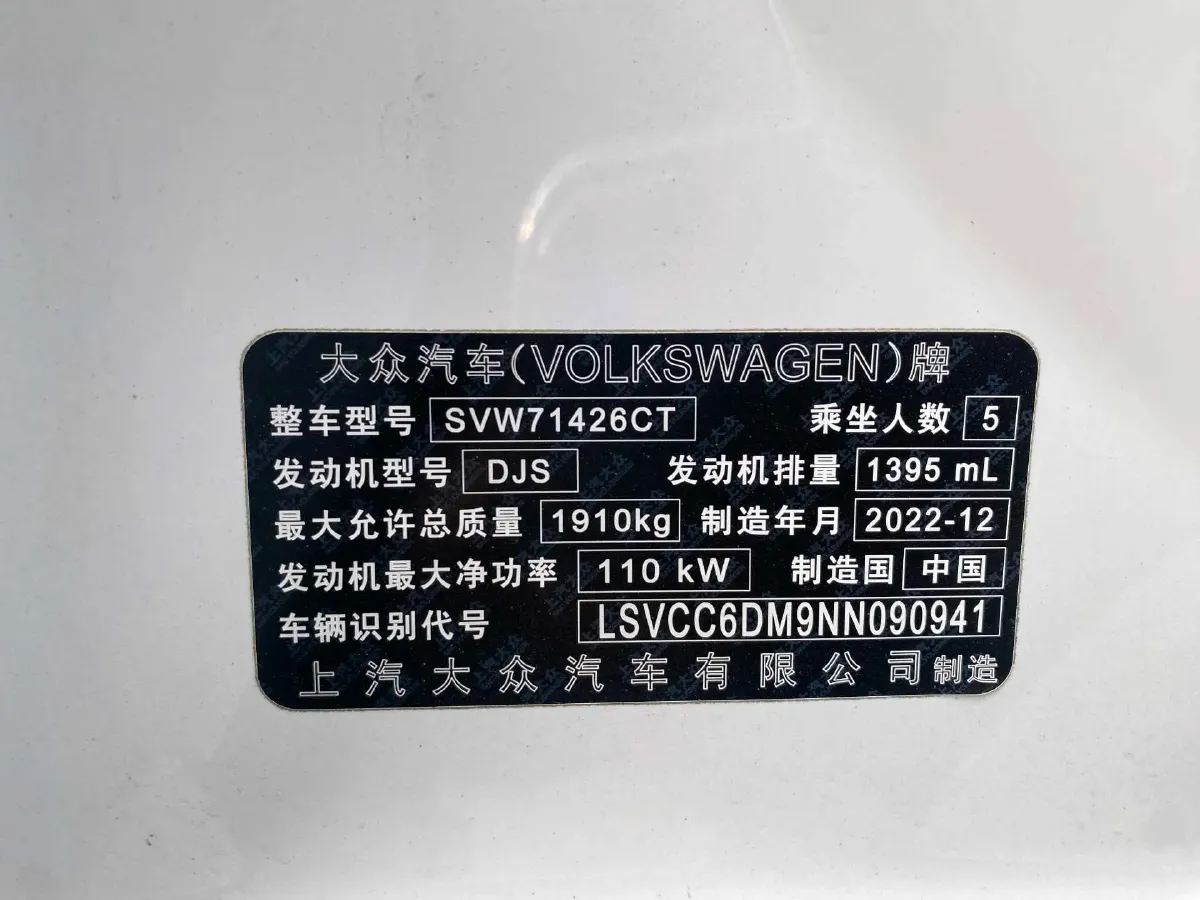 大众汽车(VOLKSWAGEN)牌
整车型号 SVW71426CT 乘坐人数 5
发动机型号 DJS 发动机排量 1395 mL
最大允许总质量 1910kg 制造年月 2022-12
发动机最大净功率 110 kW 制造国 中国
车辆识别代号 LSVCC6DM9NN090941
上汽大众汽车有限公司制造